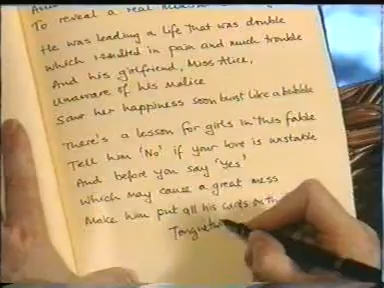 To reveal a real
He was leading a life that was double
which resulted in pain and much trouble
And his girlfriend, Miss Alice,
Unaware of his malice
Saw her happiness soon burst like a bubble
There's a lesson for girls in this fable
Tell him 'No' if your love is unstable
And before you say 'Yes'
Which may cause a great mess
Make him put all his cards on th